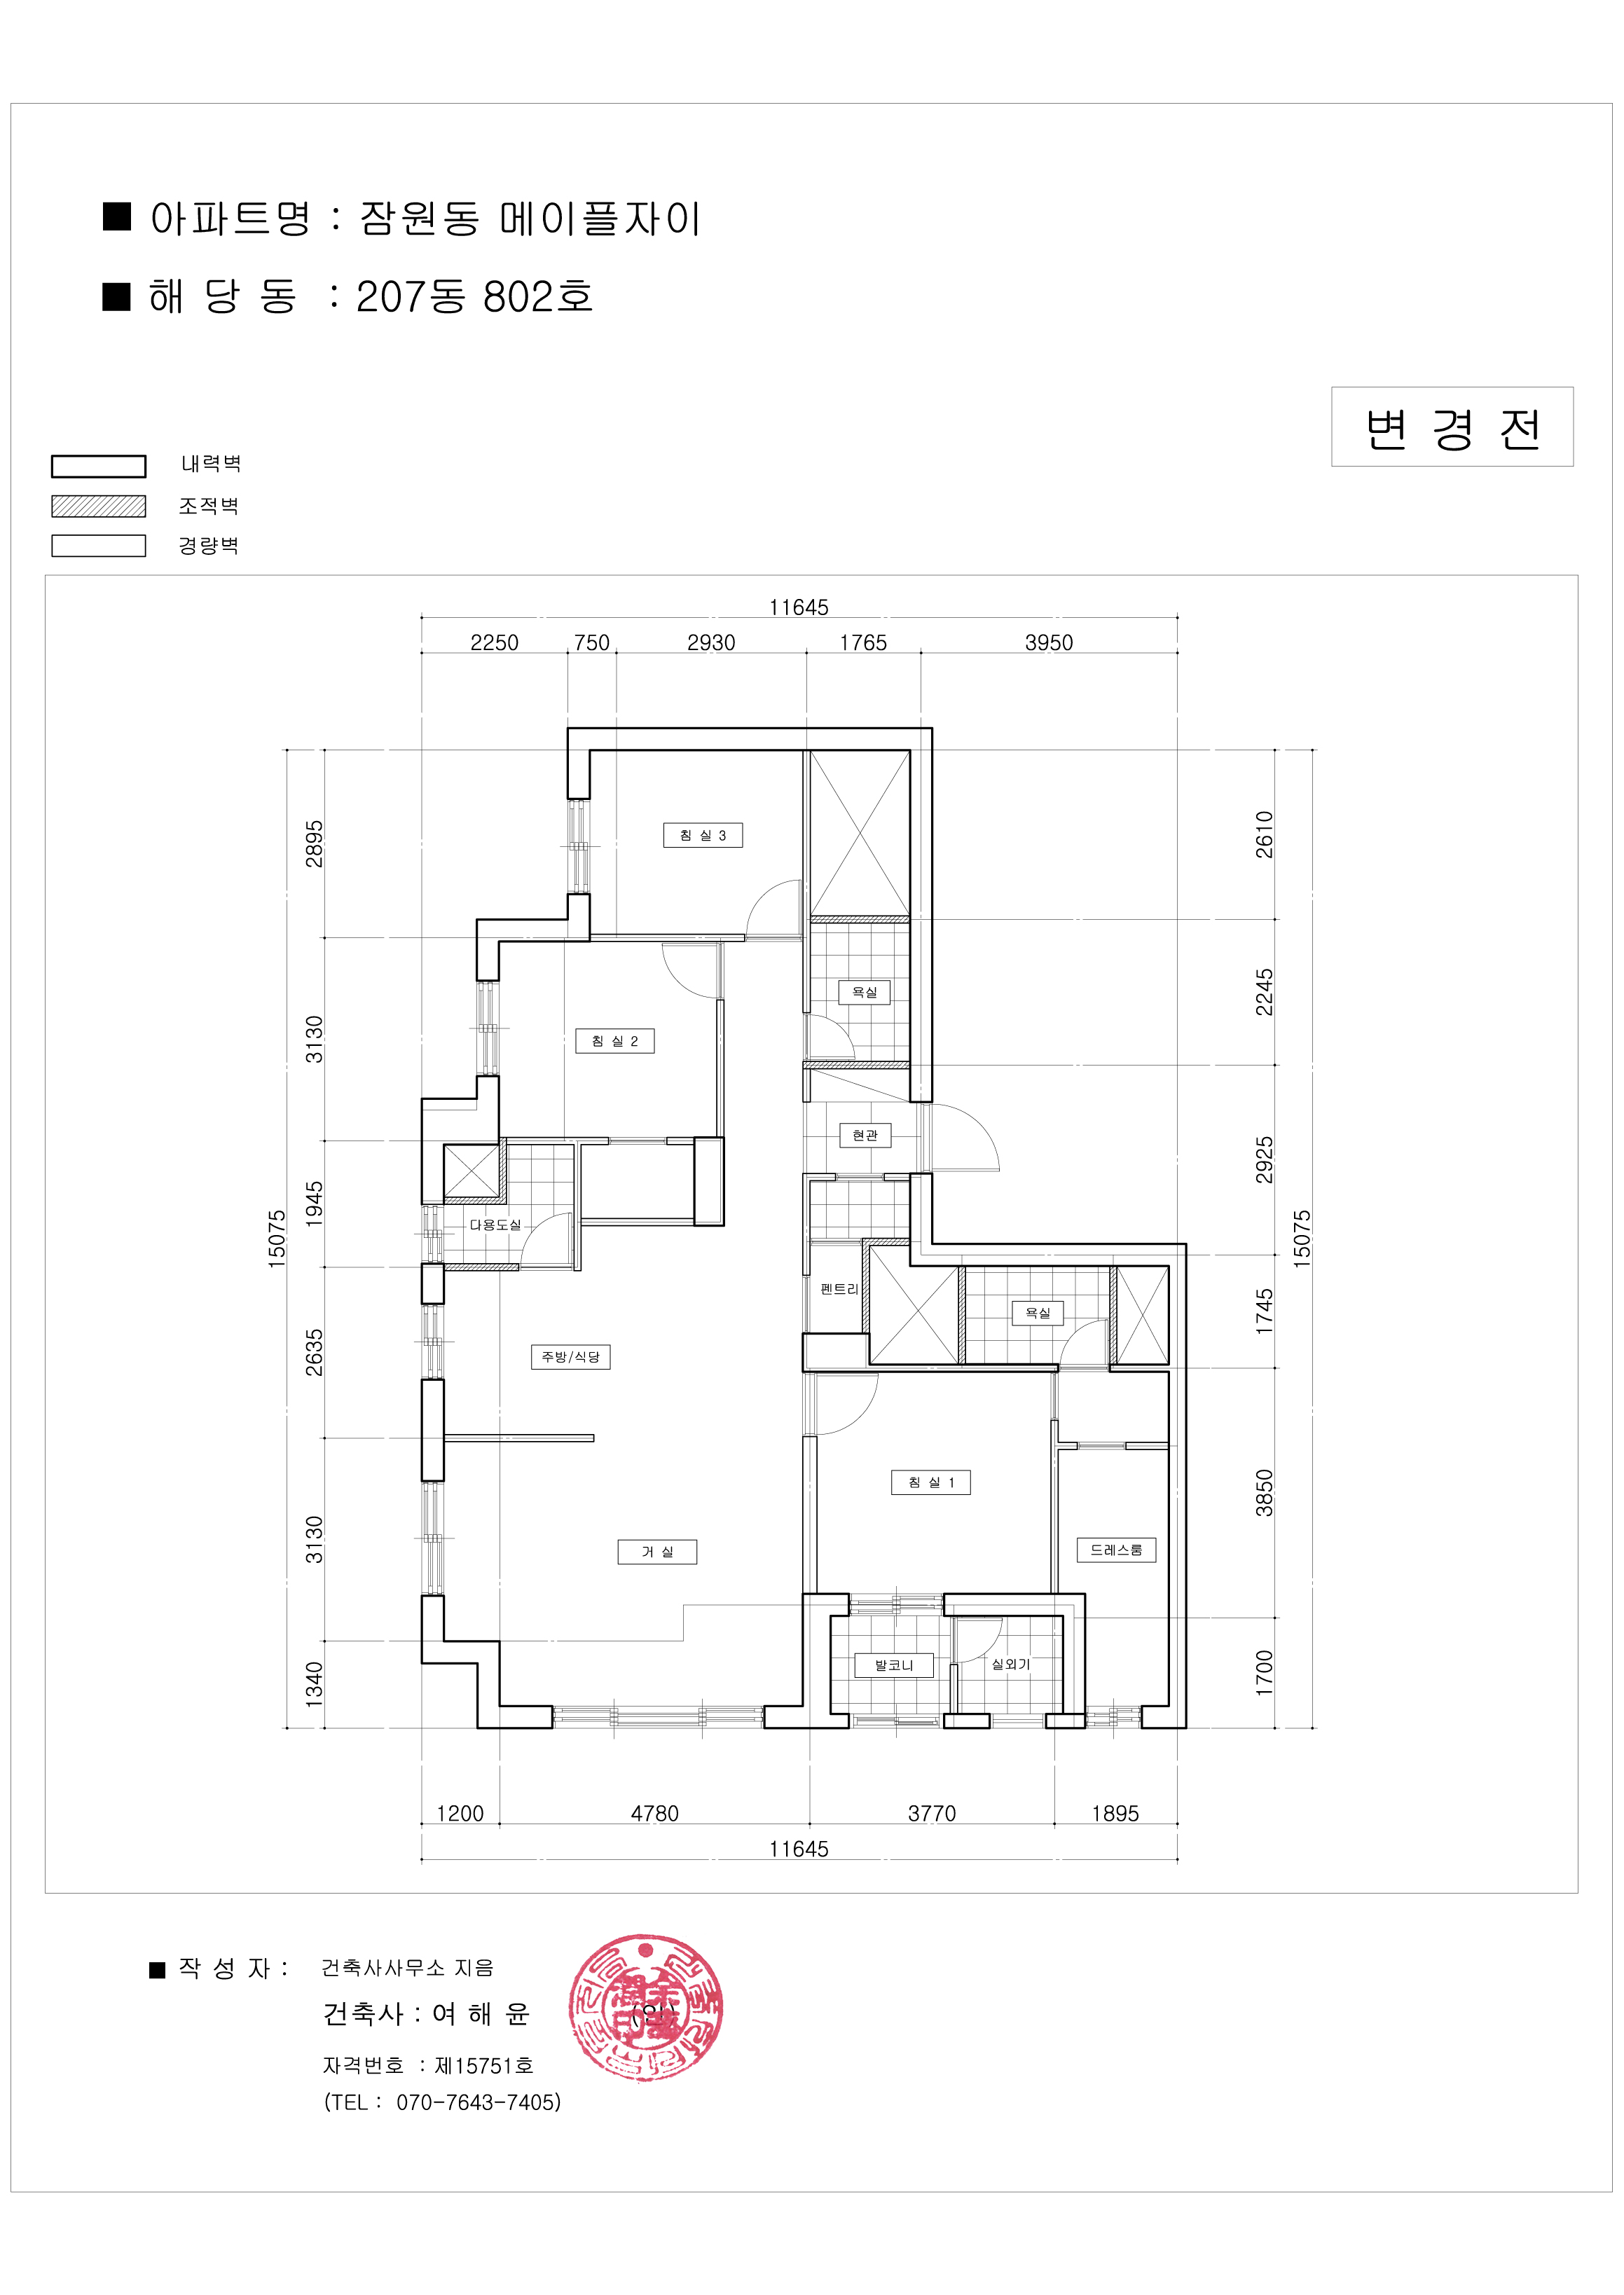 ■ 아파트명 : 잠원동 메이플자이
■ 해 당 동 : 207동 802호
변 경 전
내력벽
조적벽
경량벽
11645
2250 750 2930 1765 3950
2895
3130
1945
2635
3130
1340
15075
2610
2245
2925
1745
3850
1700
15075
침 실 3
욕실
침 실 2
현관
다용도실
펜트리
욕실
주방/식당
침 실 1
거 실
드레스룸
발코니
실외기
1200 4780 3770 1895
11645
■ 작 성 자 : 건축사사무소 지음
건축사 : 여 해 윤 (인)
자격번호 : 제15751호
(TEL : 070-7643-7405)